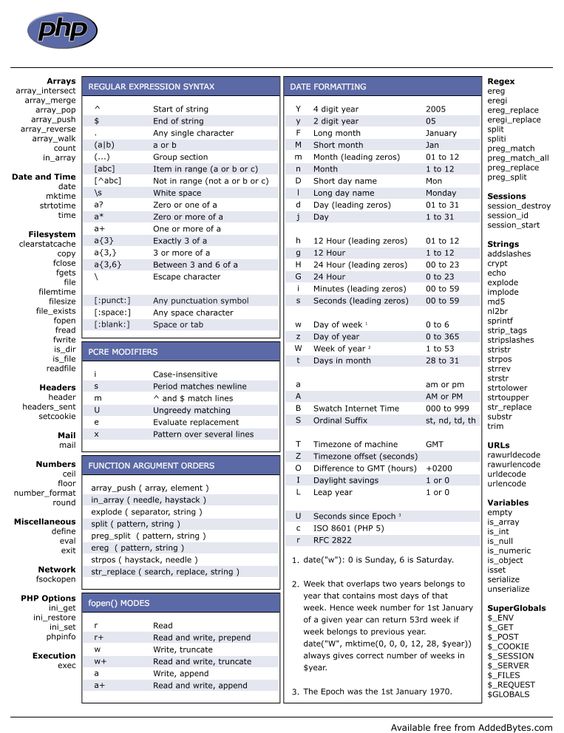 php
Arrays
array_intersect
array_merge
array_pop
array_push
array_reverse
array_walk
count
in_array
Date and Time
date
mktime
strtotime
time
Filesystem
clearstatcache
copy
fclose
fgets
file
filemtime
filesize
file_exists
fopen
fread
fwrite
is_dir
is_file
readfile
Headers
header
headers_sent
setcookie
Mail
mail
Numbers
ceil
floor
number_format
round
Miscellaneous
define
eval
exit
Network
fsockopen
PHP Options
ini_get
ini_restore
ini_set
phpinfo
Execution
exec
REGULAR EXPRESSION SYNTAX
^ Start of string
$ End of string
. Any single character
(a|b) a or b
(...) Group section
[abc] Item in range (a or b or c)
[^abc] Not in range (not a or b or c)
\s White space
a? Zero or one of a
a* Zero or more of a
a+ One or more of a
a{3} Exactly 3 of a
a{3,} 3 or more of a
a{3,6} Between 3 and 6 of a
\ Escape character
[:punct:] Any punctuation symbol
[:space:] Any space character
[:blank:] Space or tab
PCRE MODIFIERS
i Case-insensitive
s Period matches newline
m ^ and $ match lines
U Ungreedy matching
e Evaluate replacement
x Pattern over several lines
FUNCTION ARGUMENT ORDERS
array_push ( array, element )
in_array ( needle, haystack )
explode ( separator, string )
split ( pattern, string )
preg_split ( pattern, string )
ereg ( pattern, string )
strpos ( haystack, needle )
str_replace ( search, replace, string )
fopen() MODES
r Read
r+ Read and write, prepend
w Write, truncate
w+ Read and write, truncate
a Write, append
a+ Read and write, append
DATE FORMATTING
Y 4 digit year 2005
y 2 digit year 05
F Long month January
M Short month Jan
m Month (leading zeros) 01 to 12
n Month 1 to 12
D Short day name Mon
l Long day name Monday
d Day (leading zeros) 01 to 31
j Day 1 to 31
h 12 Hour (leading zeros) 01 to 12
g 12 Hour 1 to 12
H 24 Hour (leading zeros) 00 to 23
G 24 Hour 0 to 23
i Minutes (leading zeros) 00 to 59
s Seconds (leading zeros) 00 to 59
w Day of week ¹ 0 to 6
z Day of year 0 to 365
W Week of year ² 1 to 53
t Days in month 28 to 31
a am or pm
A AM or PM
B Swatch Internet Time 000 to 999
S Ordinal Suffix st, nd, td, th
T Timezone of machine GMT
Z Timezone offset (seconds)
O Difference to GMT (hours) +0200
I Daylight savings 1 or 0
L Leap year 1 or 0
U Seconds since Epoch ³
c ISO 8601 (PHP 5)
r RFC 2822
1. date("w"): 0 is Sunday, 6 is Saturday.
2. Week that overlaps two years belongs to
year that contains most days of that
week. Hence week number for 1st January
of a given year can return 53rd week if
week belongs to previous year.
date("W", mktime(0, 0, 0, 12, 28, $year))
always gives correct number of weeks in
$year.
3. The Epoch was the 1st January 1970.
Regex
ereg
eregi
ereg_replace
eregi_replace
split
spliti
preg_match
preg_match_all
preg_replace
preg_split
Sessions
session_destroy
session_id
session_start
Strings
addslashes
crypt
echo
explode
implode
md5
nl2br
sprintf
strip_tags
stripslashes
stristr
strpos
strrev
strstr
strtolower
strtoupper
str_replace
substr
trim
URLs
rawurldecode
rawurlencode
urldecode
urlencode
Variables
empty
is_array
is_int
is_null
is_numeric
is_object
isset
serialize
unserialize
SuperGlobals
$_ENV
$_GET
$_POST
$_COOKIE
$_SESSION
$_SERVER
$_FILES
$_REQUEST
$GLOBALS
Available free from AddedBytes.com